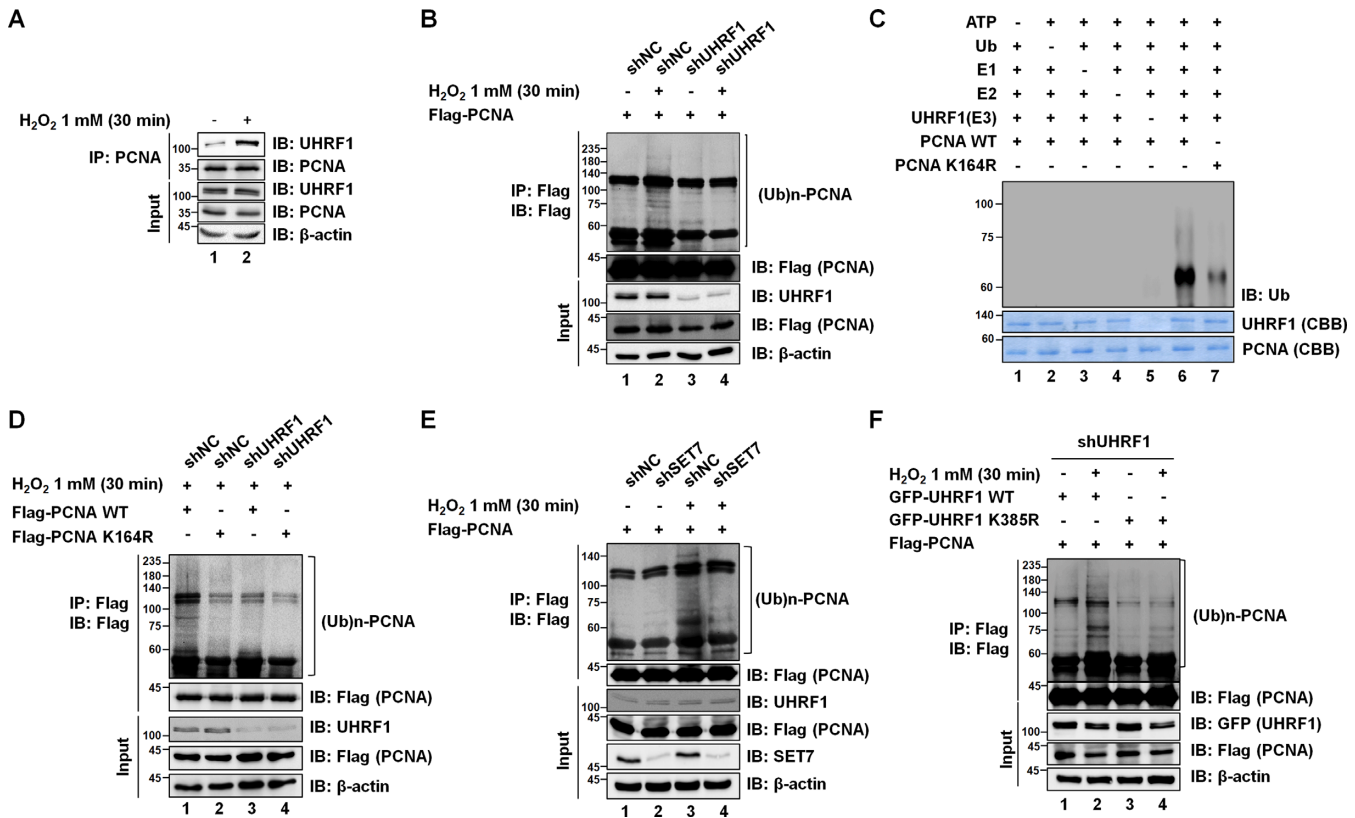 A
H2O2 1 mM (30 min) - +
IP: PCNA
100 IB: UHRF1
35 IB: PCNA
Input
100 IB: UHRF1
35 IB: PCNA
45 IB: β-actin
1 2
B
shNC shNC shUHRF1 shUHRF1
H2O2 1 mM (30 min) - + - +
Flag-PCNA + + + +
IP: Flag
IB: Flag
235
180
140
100
60
(Ub)n-PCNA
45 IB: Flag (PCNA)
Input
100 IB: UHRF1
45 IB: Flag (PCNA)
45 IB: β-actin
1 2 3 4
C
ATP - + + + + + +
Ub + - + + + + +
E1 + + - + + + +
E2 + + + - + + +
UHRF1(E3) + + + + - + +
PCNA WT + + + + + + -
PCNA K164R - - - - - - +
100
75
60
IB: Ub
140 UHRF1 (CBB)
60 PCNA (CBB)
1 2 3 4 5 6 7
D
shNC shNC shUHRF1 shUHRF1
H2O2 1 mM (30 min) + + + +
Flag-PCNA WT + - + -
Flag-PCNA K164R - + - +
IP: Flag
IB: Flag
235
180
140
100
75
60
(Ub)n-PCNA
45 IB: Flag (PCNA)
Input
100 IB: UHRF1
45 IB: Flag (PCNA)
45 IB: β-actin
1 2 3 4
E
shNC shSET7 shNC shSET7
H2O2 1 mM (30 min) - - + +
Flag-PCNA + + + +
IP: Flag
IB: Flag
140
100
75
60
(Ub)n-PCNA
45 IB: Flag (PCNA)
Input
100 IB: UHRF1
45 IB: Flag (PCNA)
45 IB: SET7
45 IB: β-actin
1 2 3 4
F
shUHRF1
H2O2 1 mM (30 min) - + - +
GFP-UHRF1 WT + + - -
GFP-UHRF1 K385R - - + +
Flag-PCNA + + + +
IP: Flag
IB: Flag
235
180
140
100
75
60
(Ub)n-PCNA
45 IB: Flag (PCNA)
Input
100 IB: GFP (UHRF1)
45 IB: Flag (PCNA)
45 IB: β-actin
1 2 3 4